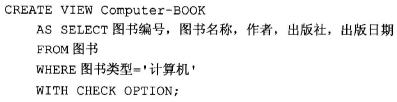 CREATE VIEW Computer-BOOK
AS SELECT 图书编号，图书名称，作者，出版社，出版日期
FROM 图书
WHERE 图书类型='计算机'
WITH CHECK OPTION;